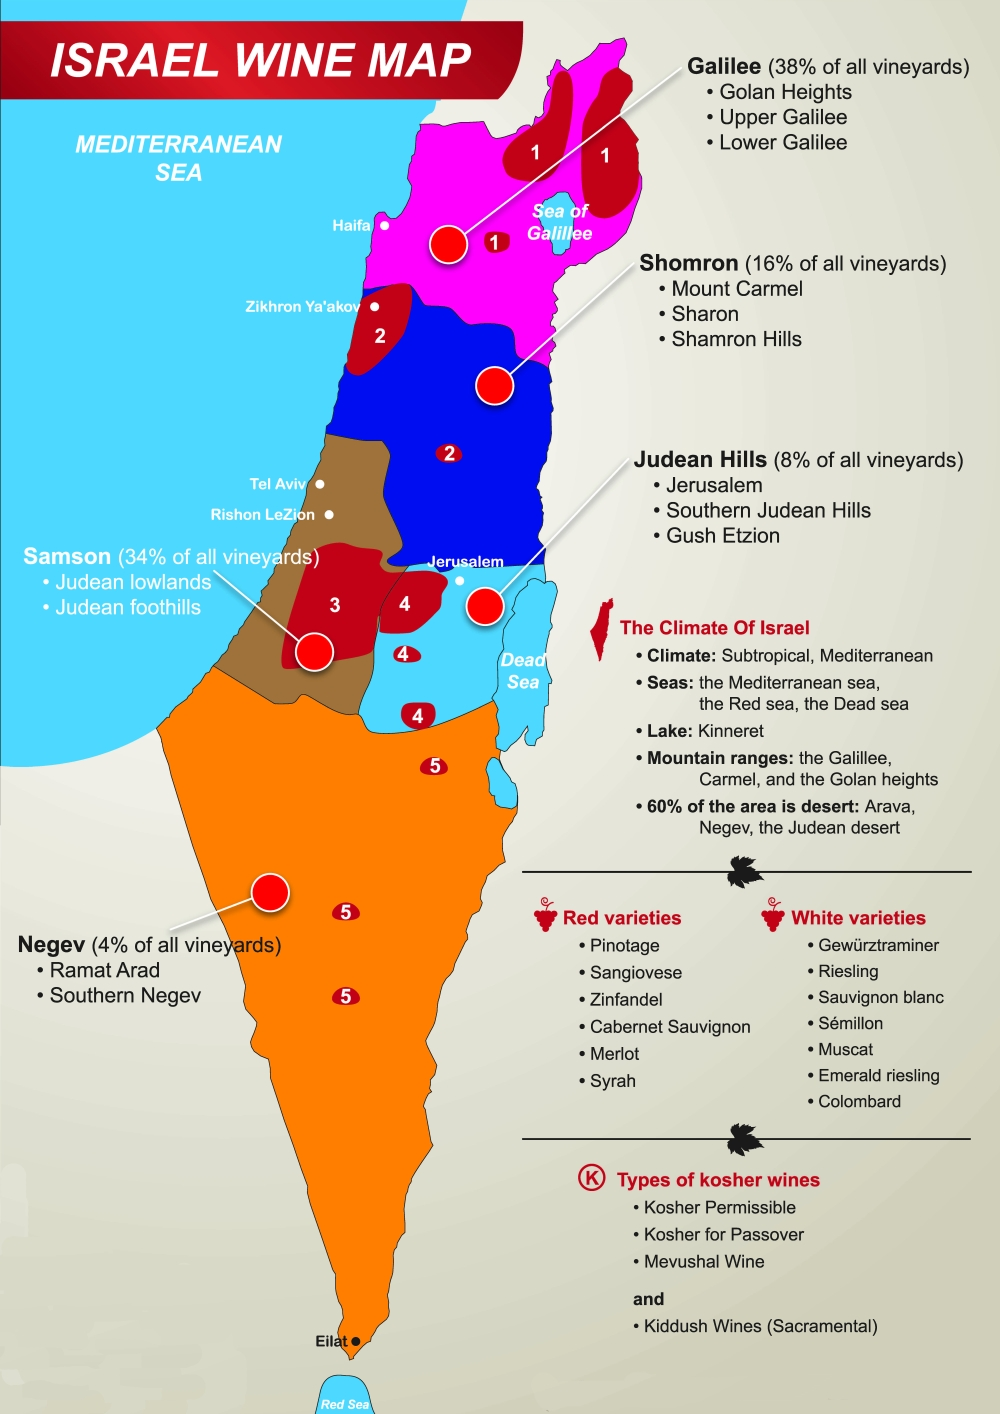 ISRAEL WINE MAP
MEDITERRANEAN
SEA
Galilee (38% of all vineyards)
• Golan Heights
• Upper Galilee
• Lower Galilee
1
1
Sea of
Galillee
1
Haifa
Shomron (16% of all vineyards)
• Mount Carmel
• Sharon
• Shamron Hills
Zikhron Ya'akov
2
2
Judean Hills (8% of all vineyards)
• Jerusalem
• Southern Judean Hills
• Gush Etzion
Tel Aviv
Rishon LeZion
Samson (34% of all vineyards)
• Judean lowlands
• Judean foothills
Jerusalem
3
4
4
4
Dead
Sea
5
The Climate Of Israel
• Climate: Subtropical, Mediterranean
• Seas: the Mediterranean sea,
the Red sea, the Dead sea
• Lake: Kinneret
• Mountain ranges: the Galillee,
Carmel, and the Golan heights
• 60% of the area is desert: Arava,
Negev, the Judean desert
5
5
Negev (4% of all vineyards)
• Ramat Arad
• Southern Negev
Red varieties
• Pinotage
• Sangiovese
• Zinfandel
• Cabernet Sauvignon
• Merlot
• Syrah
White varieties
• Gewürztraminer
• Riesling
• Sauvignon blanc
• Sémillon
• Muscat
• Emerald riesling
• Colombard
K Types of kosher wines
• Kosher Permissible
• Kosher for Passover
• Mevushal Wine
and
• Kiddush Wines (Sacramental)
Eilat
Red Sea